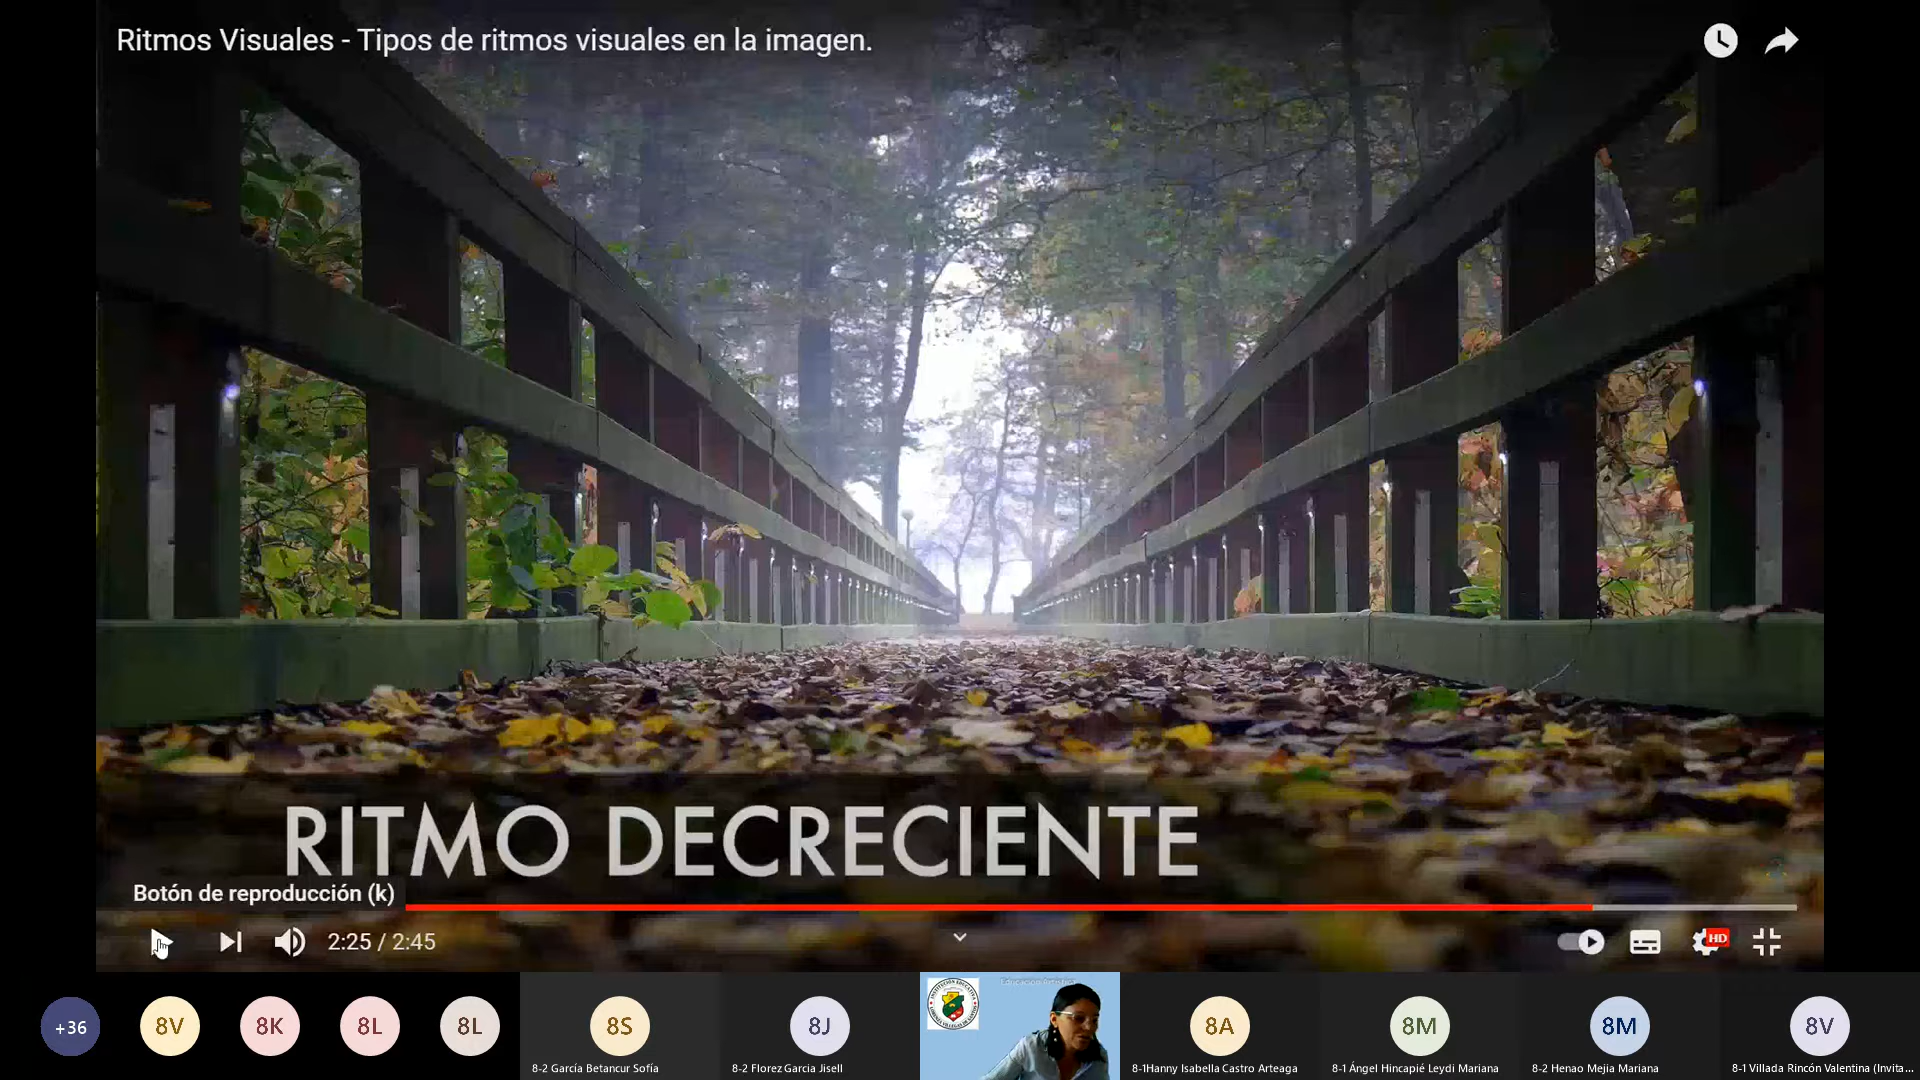 Ritmos Visuales - Tipos de ritmos visuales en la imagen.
RITMO DECRECIENTE
Botón de reproducción (k)
2:25 / 2:45
HD
+36
8V
8K
8L
8L
8S
8J
8A
8M
8M
8V
8-2 García Betancur Sofía
8-2 Florez Garcia Jisell
8-1Hanny Isabella Castro Arteaga
8-1 Ángel Hincapié Leydi Mariana
8-2 Henao Mejia Mariana
8-1 Villada Rincón Valentina (Invita...